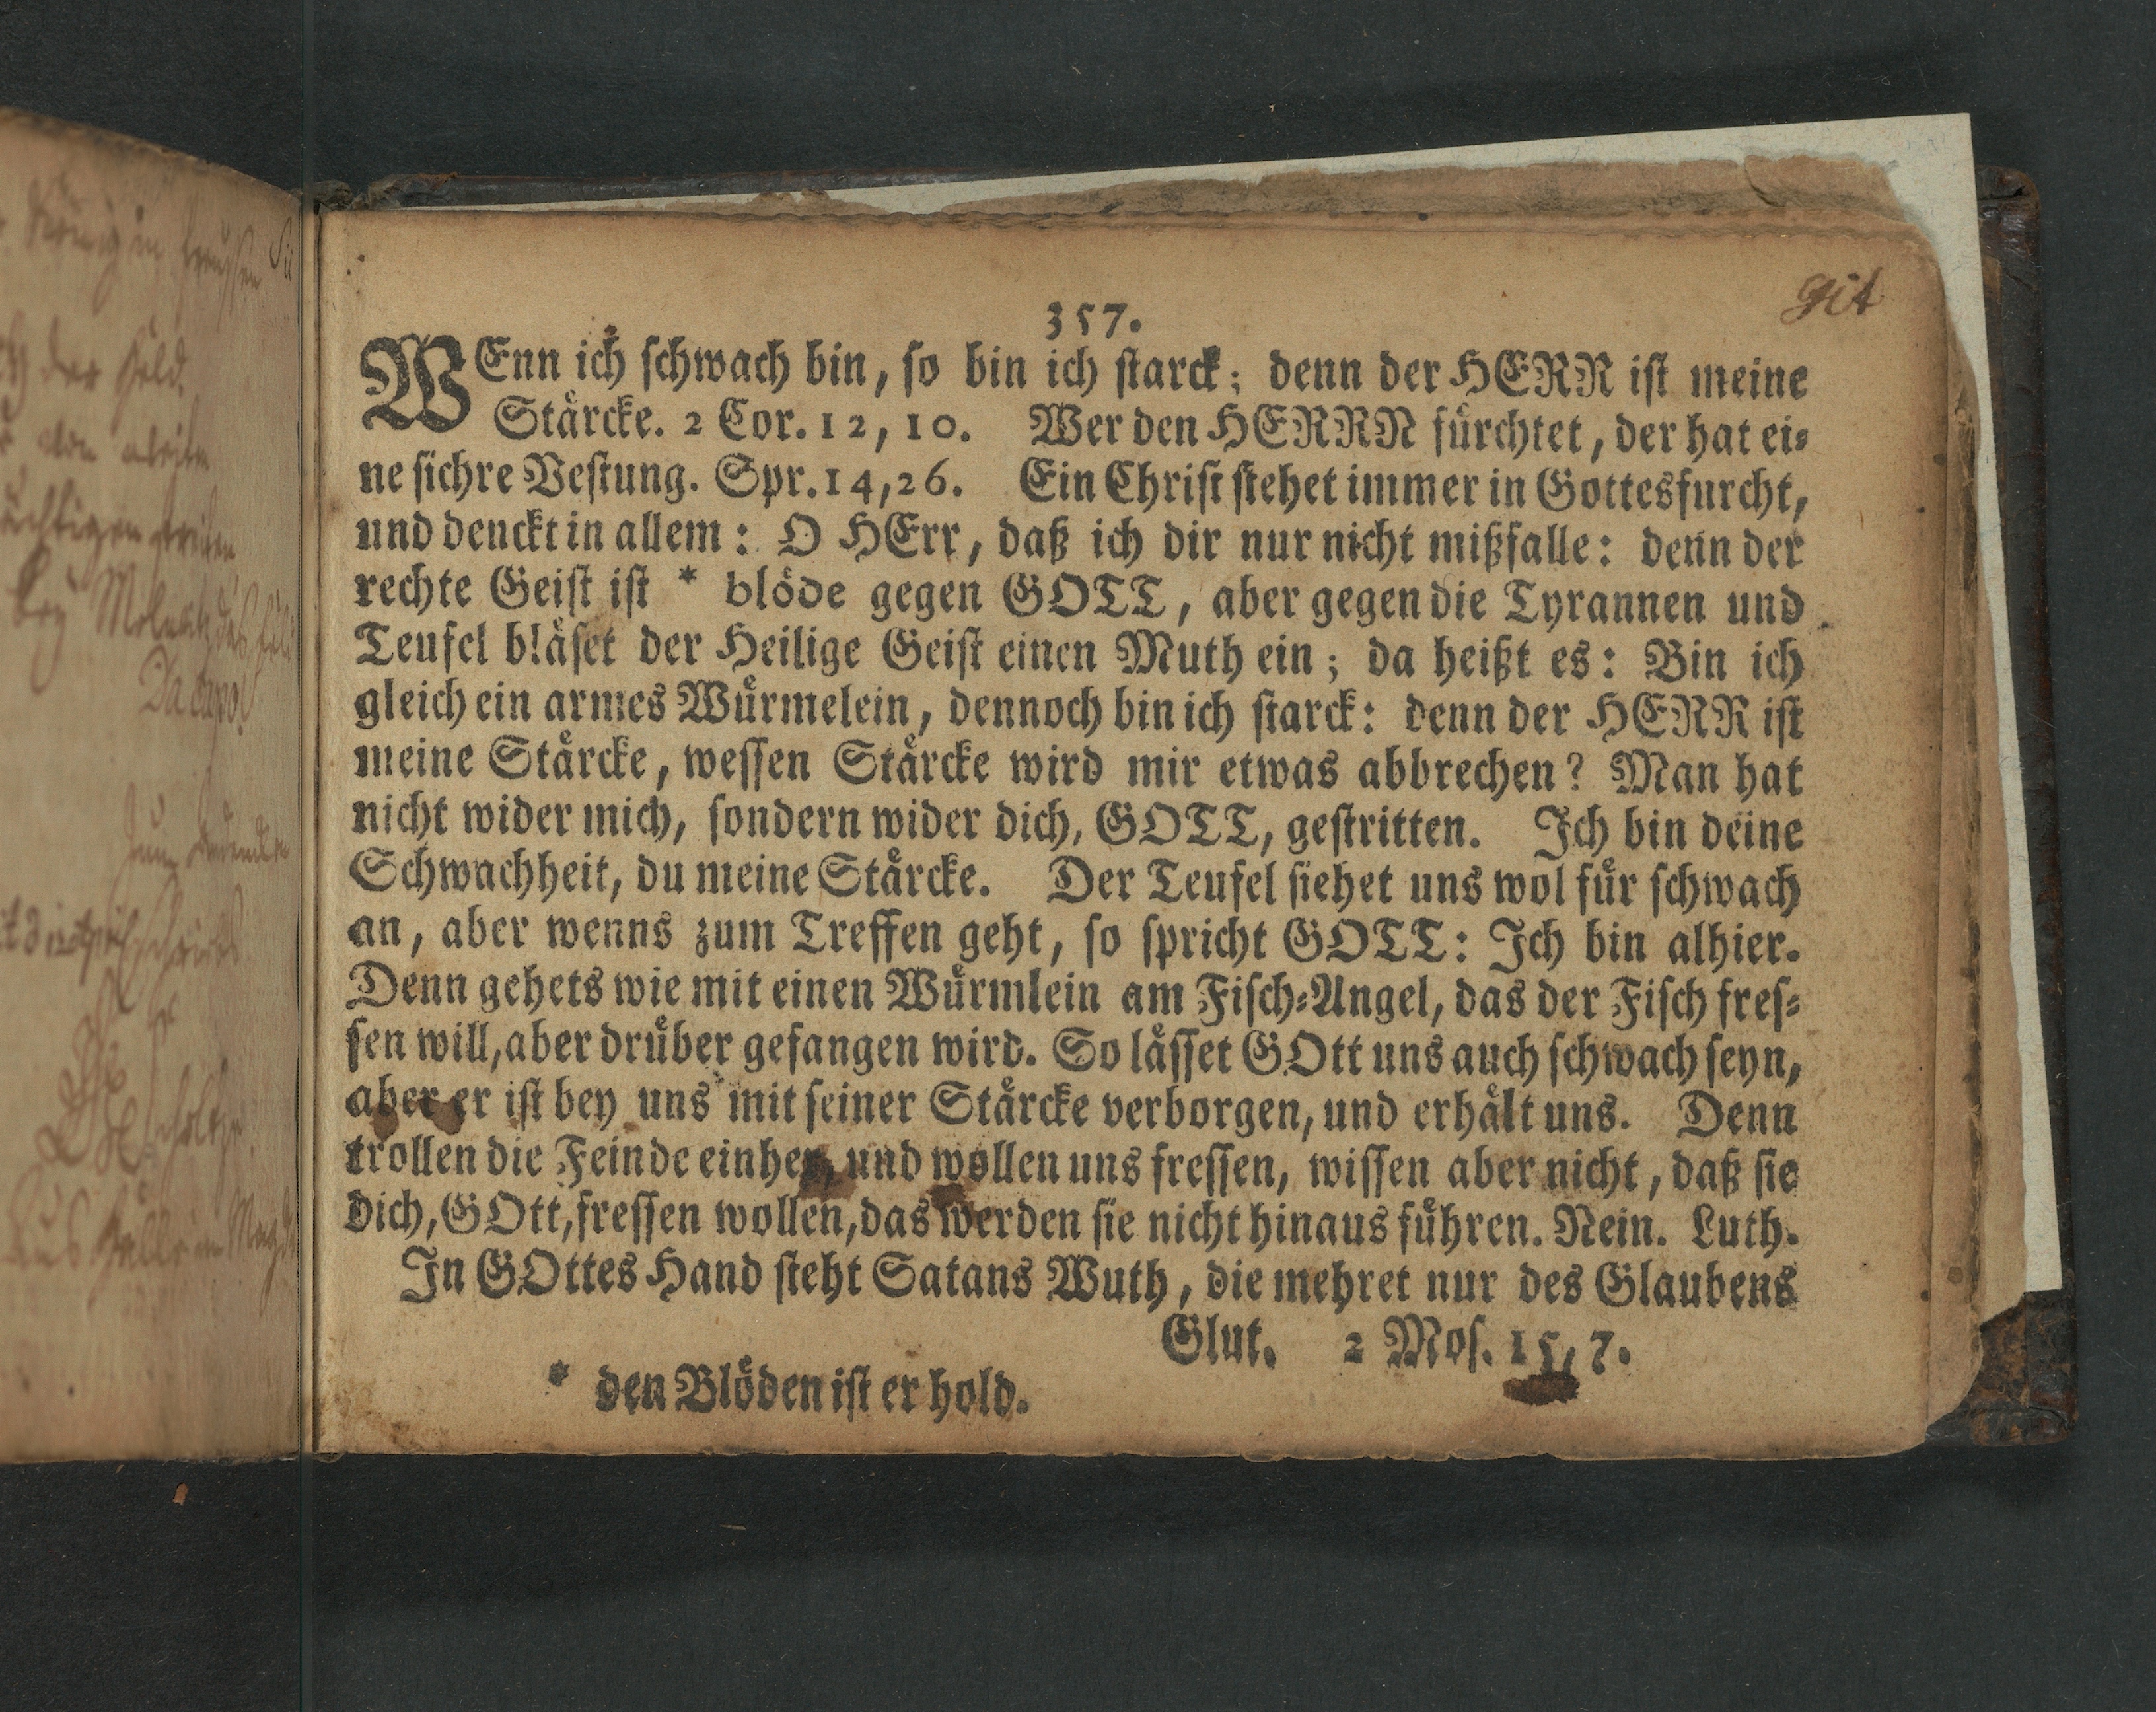 git
357.
WEnn ich schwach bin, so bin ich starck; denn der HERR ist meine
Stärcke. 2 Cor. 12, 10. Wer den HERRN fürchtet, der hat ei-
ne sichre Vestung. Spr. 14, 26. Ein Christ stehet immer in Gottesfurcht,
und denckt in allem: O HErr, daß ich dir nur nicht mißfalle: denn der
rechte Geist ist * blöde gegen GOTT, aber gegen die Tyrannen und
Teufel bläset der Heilige Geist einen Muth ein; da heißt es: Bin ich
gleich ein armes Würmelein, dennoch bin ich starck: denn der HERR ist
meine Stärcke, wessen Stärcke wird mir etwas abbrechen? Man hat
nicht wider mich, sondern wider dich, GOTT, gestritten. Ich bin deine
Schwachheit, du meine Stärcke. Der Teufel siehet uns wol für schwach
an, aber wenns zum Treffen geht, so spricht GOTT: Ich bin alhier.
Denn gehets wie mit einen Würmlein am Fisch-Angel, das der Fisch fres-
sen will, aber drüber gefangen wird. So lässet GOtt uns auch schwach seyn,
aber er ist bey uns mit seiner Stärcke verborgen, und erhält uns. Denn
trollen die Feinde einher, und wollen uns fressen, wissen aber nicht, daß sie
dich, GOtt, fressen wollen, das werden sie nicht hinaus führen. Nein. Luth.
In GOttes Hand steht Satans Wuth, die mehret nur des Glaubens
Glut. 2 Mos. 15, 7.
* den Blöden ist er hold.